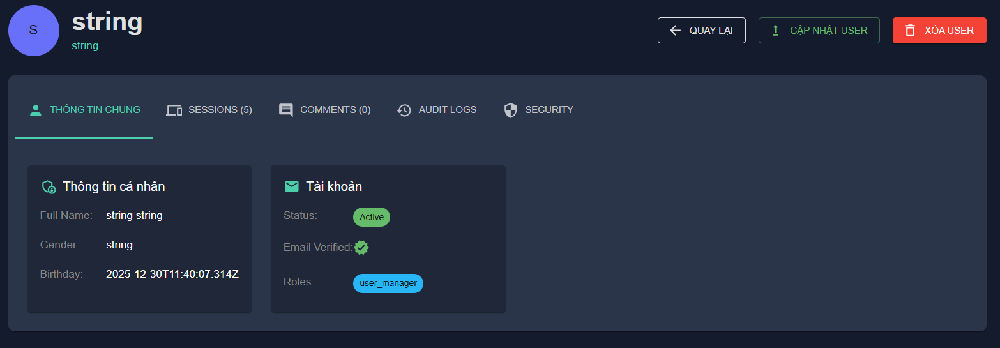 S
string
string
QUAY LẠI
CẬP NHẬT USER
XÓA USER
THÔNG TIN CHUNG
SESSIONS (5)
COMMENTS (0)
AUDIT LOGS
SECURITY
Thông tin cá nhân
Full Name: string string
Gender: string
Birthday: 2025-12-30T11:40:07.314Z
Tài khoản
Status: Active
Email Verified:
Roles: user_manager